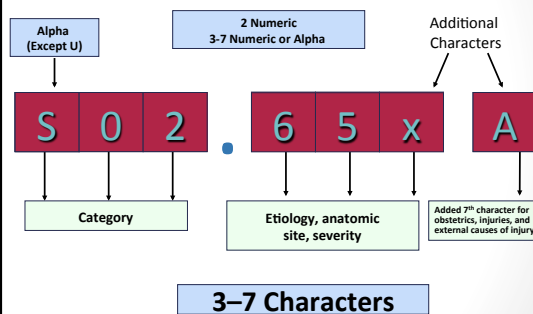 Alpha
(Except U)
2 Numeric
3-7 Numeric or Alpha
Additional
Characters
S 0 2 . 6 5 x A
Category
Etiology, anatomic
site, severity
Added 7th character for
obstetrics, injuries, and
external causes of injury
3–7 Characters